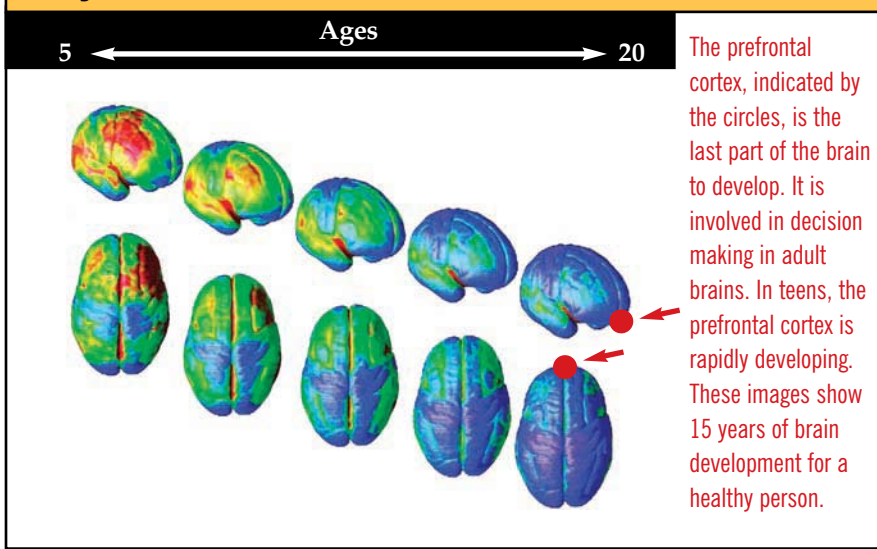 Ages
5 20
The prefrontal
cortex, indicated by
the circles, is the
last part of the brain
to develop. It is
involved in decision
making in adult
brains. In teens, the
prefrontal cortex is
rapidly developing.
These images show
15 years of brain
development for a
healthy person.